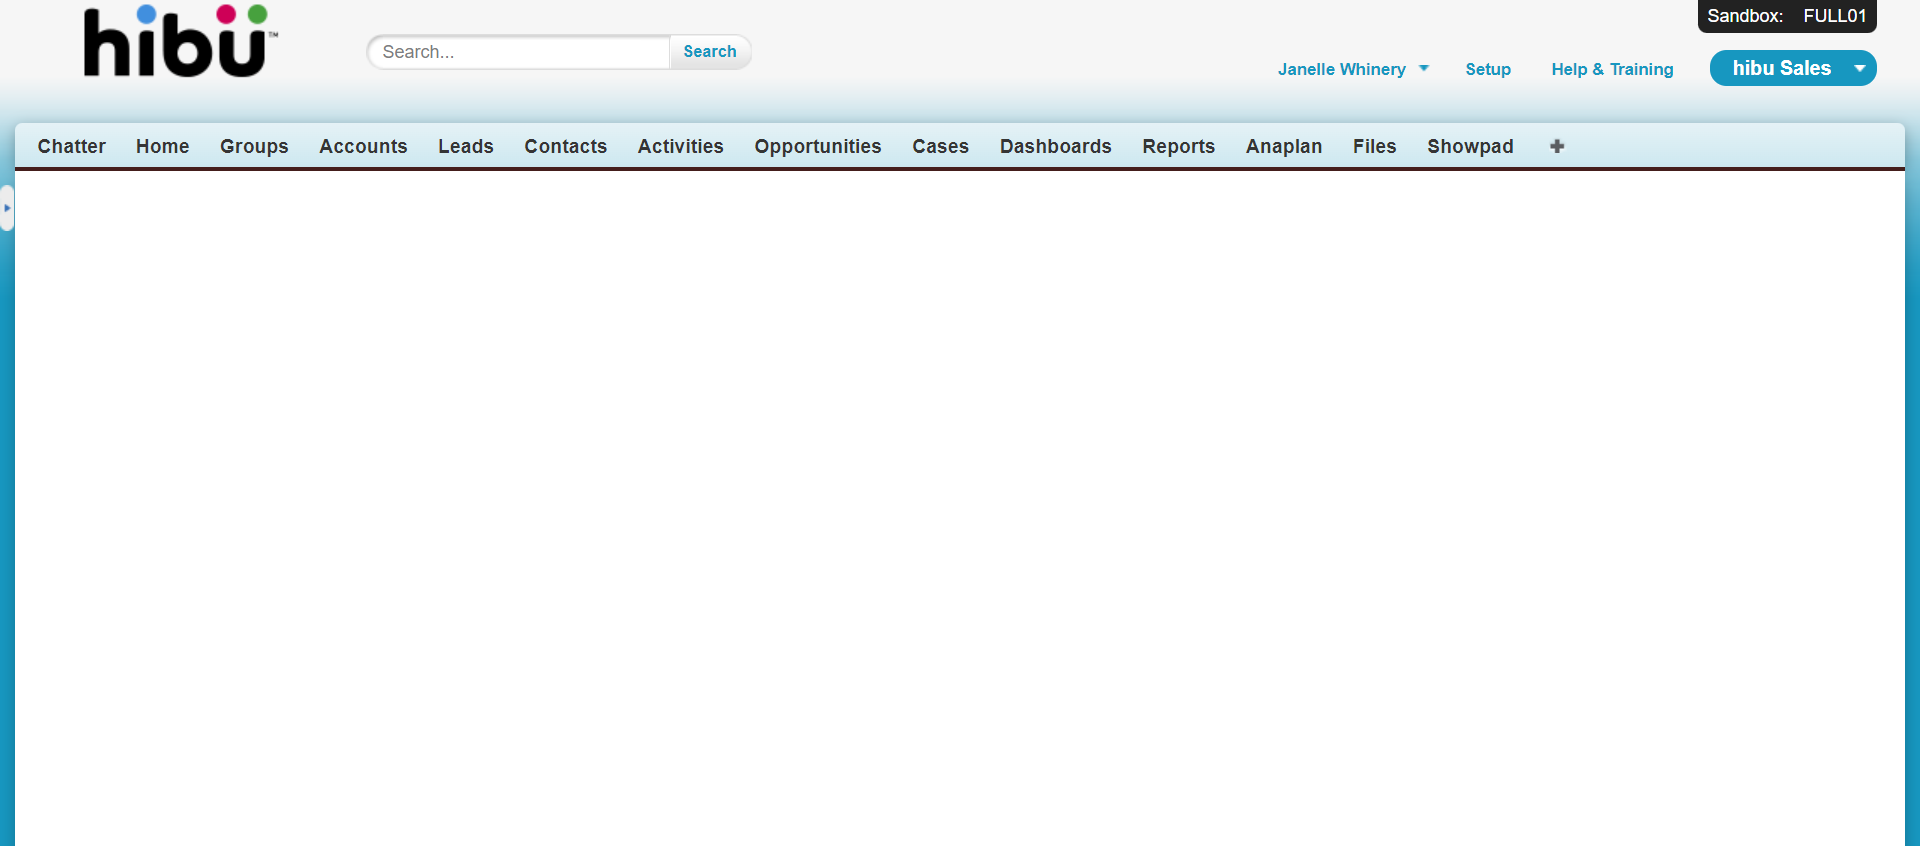 Sandbox: FULL01
hibü™
Search...
Search
Janelle Whinery
Setup
Help & Training
hibu Sales
Chatter Home Groups Accounts Leads Contacts Activities Opportunities Cases Dashboards Reports Anaplan Files Showpad